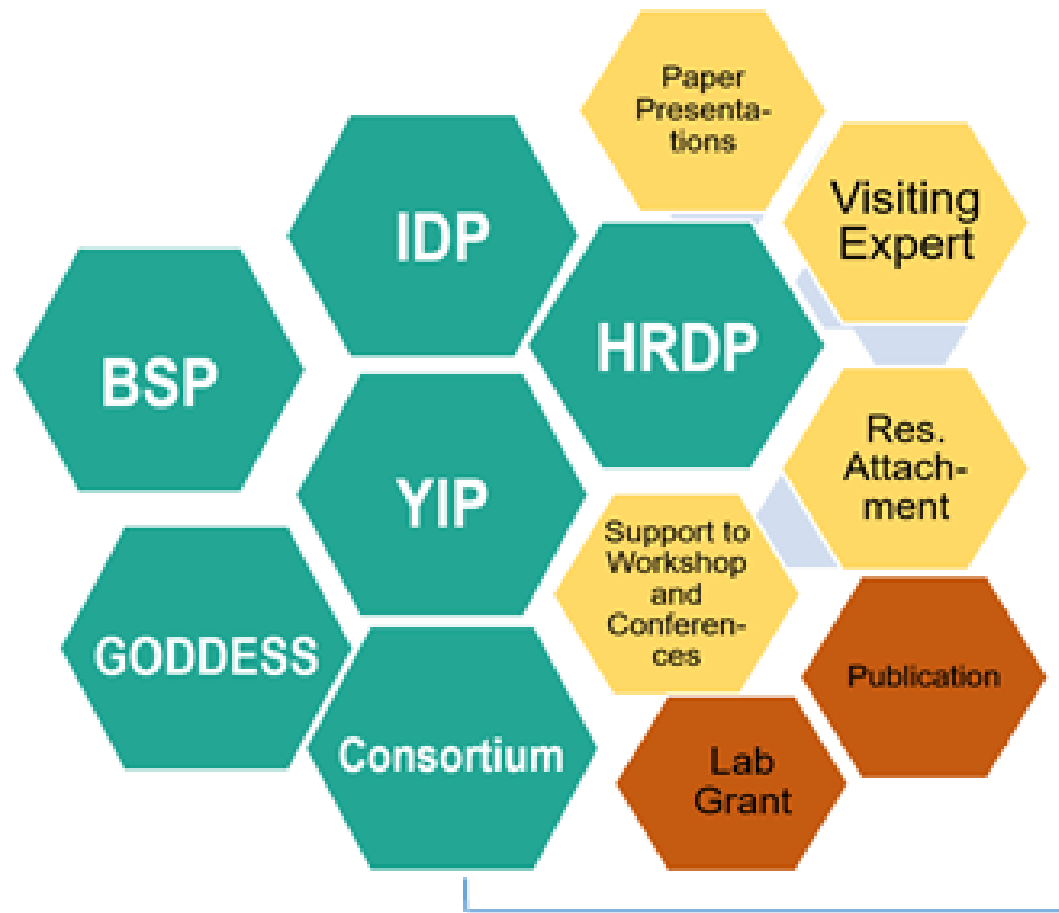 Paper
Presenta-
tions
Visiting
Expert
IDP
HRDP
BSP
Res.
Attach-
ment
YIP
Support to
Workshop
and
Conferen-
ces
GODDESS
Publication
Consortium
Lab
Grant